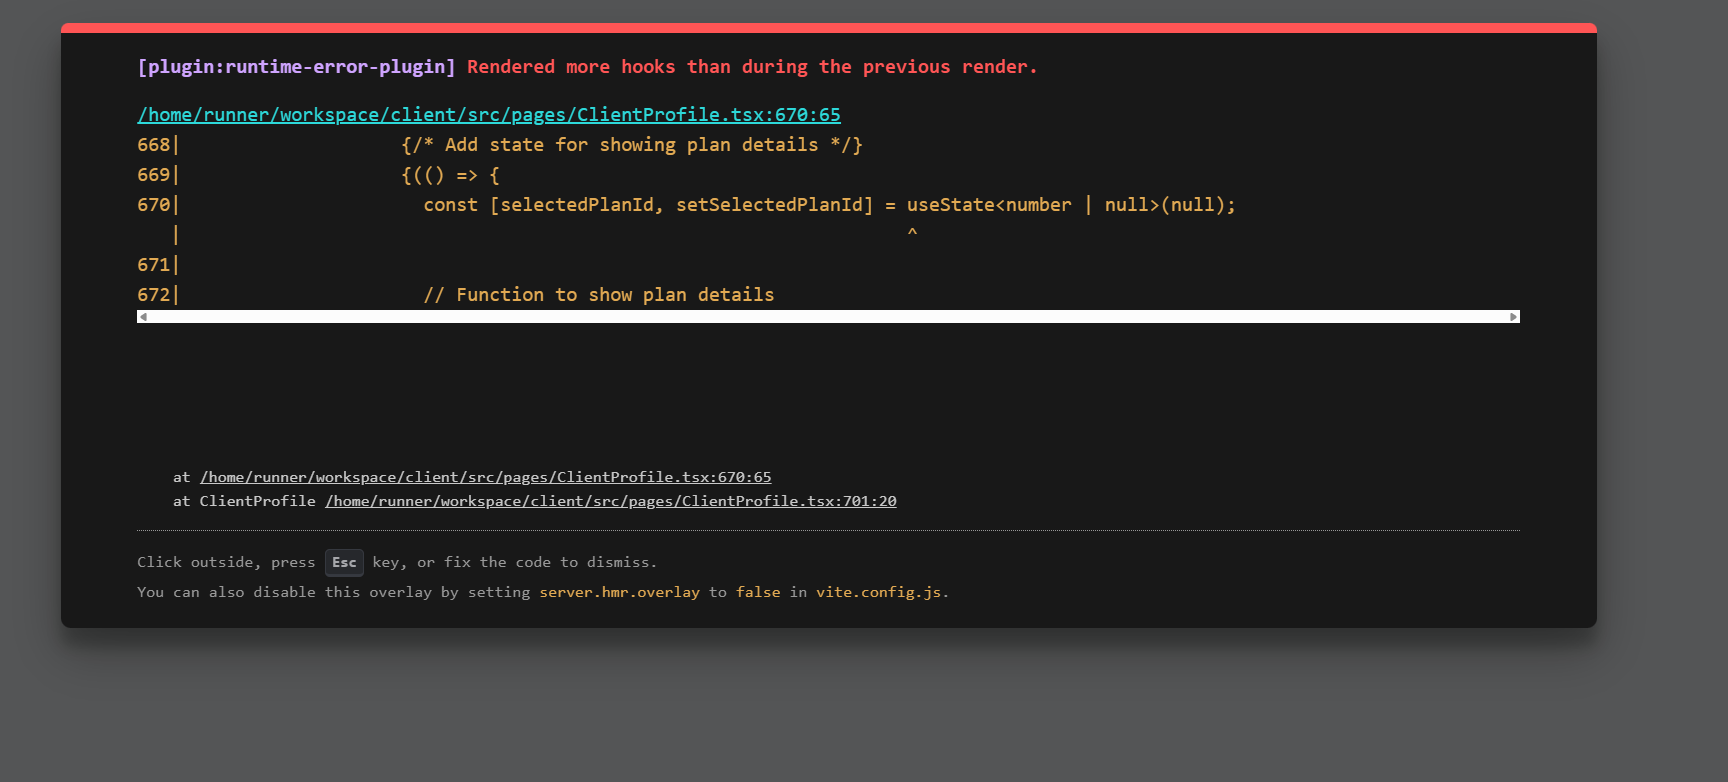 [plugin:runtime-error-plugin] Rendered more hooks than during the previous render.
/home/runner/workspace/client/src/pages/ClientProfile.tsx:670:65
668|                    {/* Add state for showing plan details */}
669|                    {(() => {
670|                      const [selectedPlanId, setSelectedPlanId] = useState<number | null>(null);
   |                                                                  ^
671|
672|                      // Function to show plan details
at /home/runner/workspace/client/src/pages/ClientProfile.tsx:670:65
at ClientProfile /home/runner/workspace/client/src/pages/ClientProfile.tsx:701:20
Click outside, press Esc key, or fix the code to dismiss.
You can also disable this overlay by setting server.hmr.overlay to false in vite.config.js.